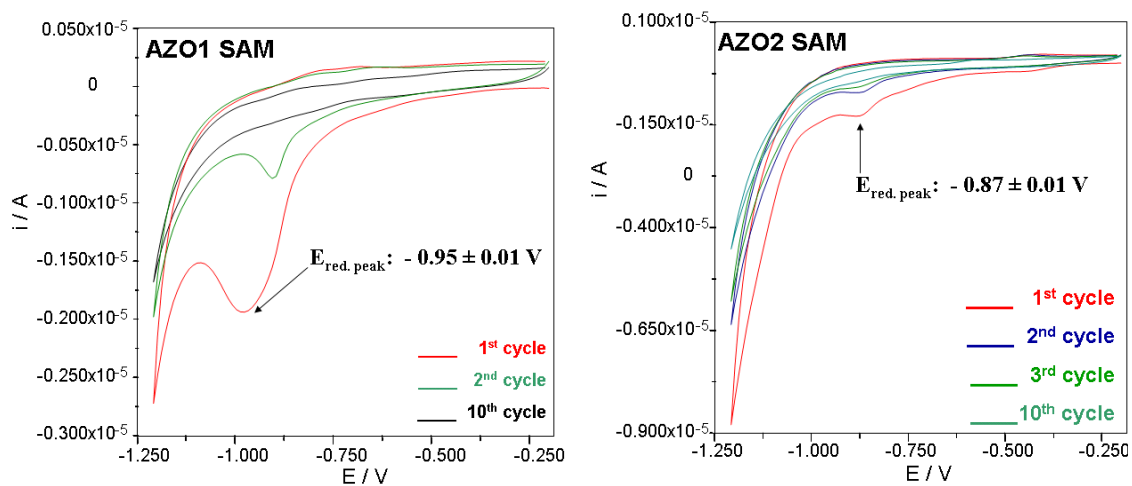 AZO1 SAM
0.050x10⁻⁵
0
-0.050x10⁻⁵
-0.100x10⁻⁵
-0.150x10⁻⁵
-0.200x10⁻⁵
-0.250x10⁻⁵
-0.300x10⁻⁵
i / A
E red. peak: - 0.95 ± 0.01 V
1st cycle
2nd cycle
10th cycle
-1.250 -1.000 -0.750 -0.500 -0.250
E / V
AZO2 SAM
0.100x10⁻⁵
-0.150x10⁻⁵
0
-0.400x10⁻⁵
-0.650x10⁻⁵
-0.900x10⁻⁵
i / A
E red. peak: - 0.87 ± 0.01 V
1st cycle
2nd cycle
3rd cycle
10th cycle
-1.250 -1.000 -0.750 -0.500 -0.250
E / V